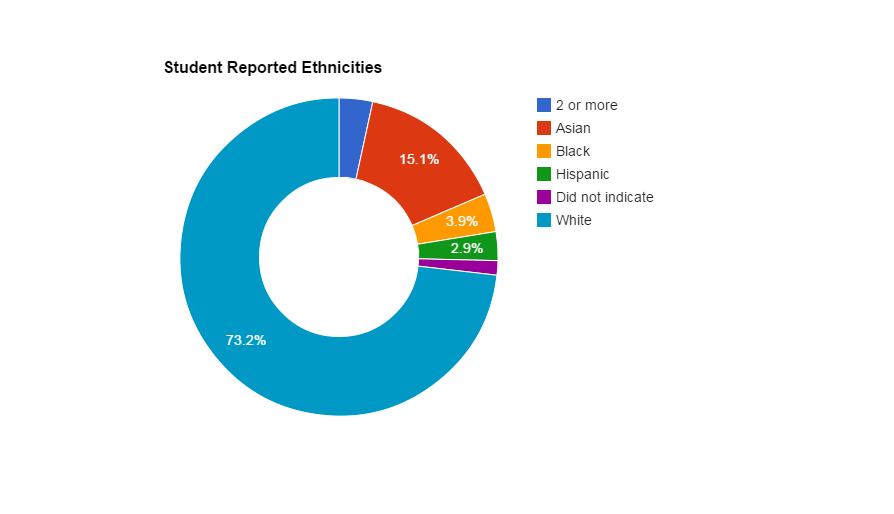 Student Reported Ethnicities
2 or more
Asian
Black
Hispanic
Did not indicate
White
15.1%
3.9%
2.9%
73.2%